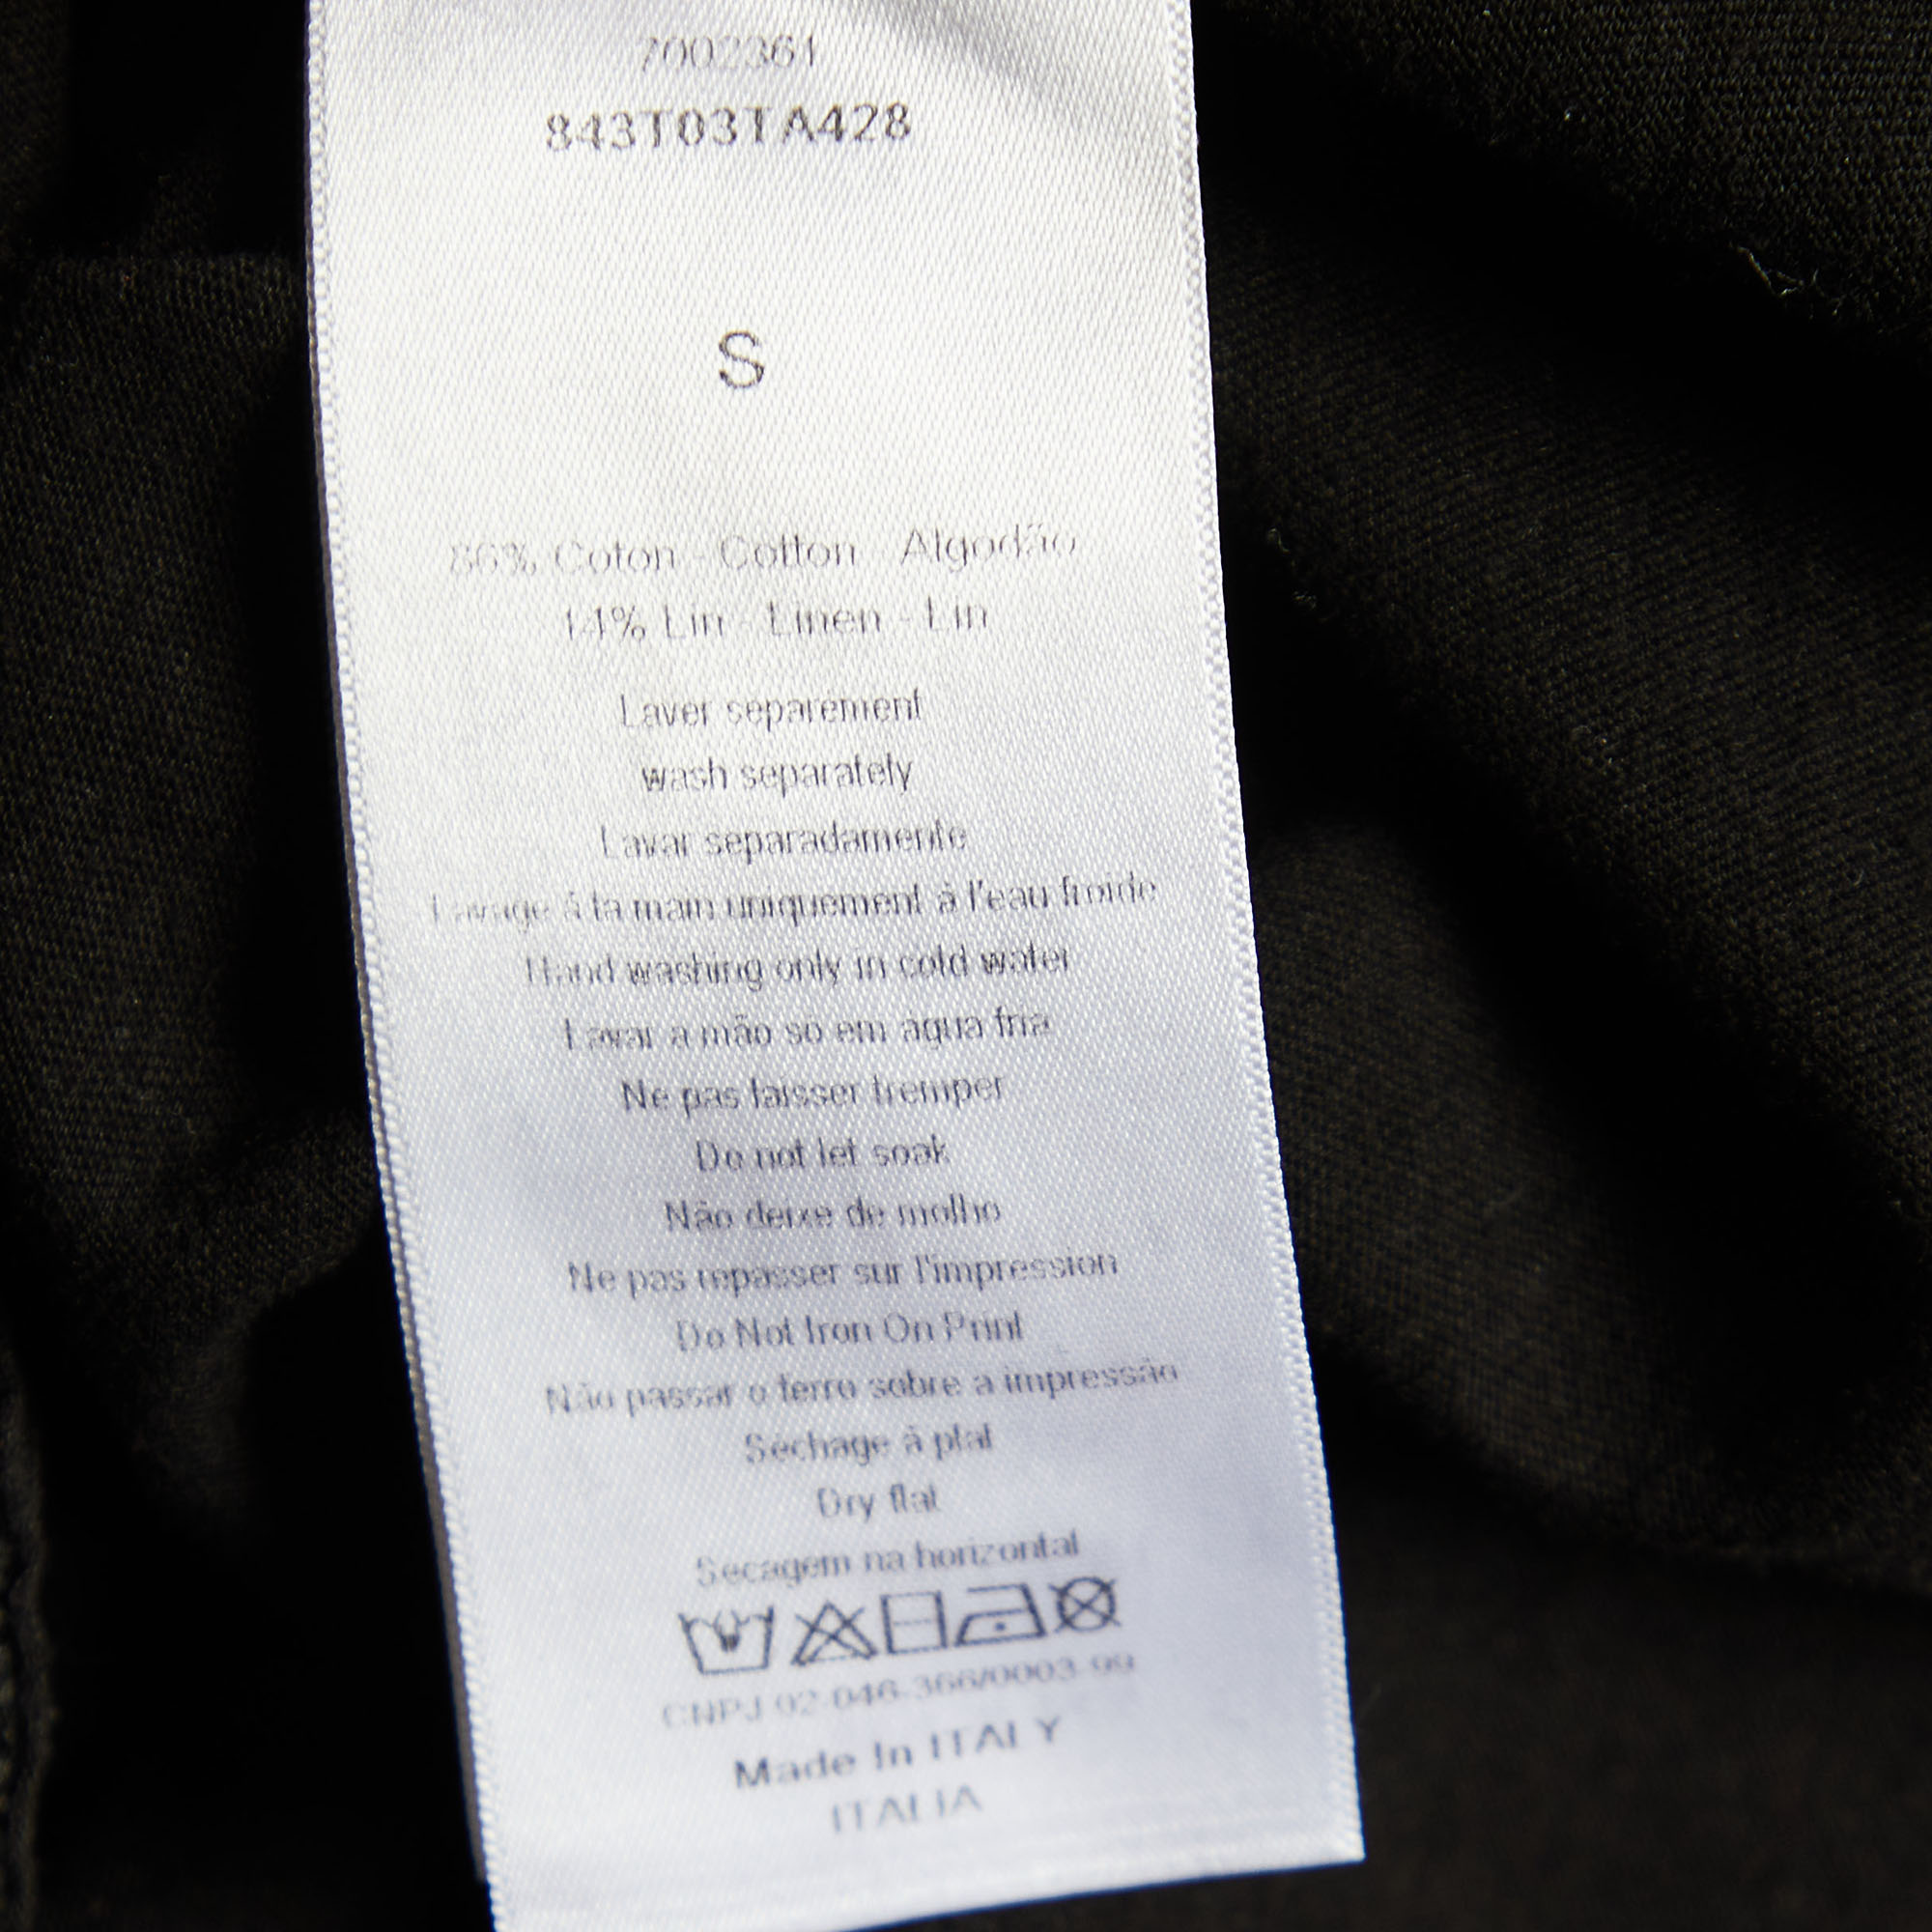 7002361
843T03TA428
S
86% Coton - Cotton - Algodão
14% Lin - Linen - Lin
Laver séparément
wash separately
Lavar separadamente
Lavage à la main uniquement à l'eau froide
Hand washing only in cold water
Lavar a mão só em água fria
Ne pas laisser tremper
Do not let soak
Não deixe de molho
Ne pas repasser sur l'impression
Do Not Iron On Print
Não passar o ferro sobre a impressão
Séchage à plat
Dry flat
Secagem na horizontal
CNPJ 92-046-366/0003-99
Made In ITALY
ITALIA